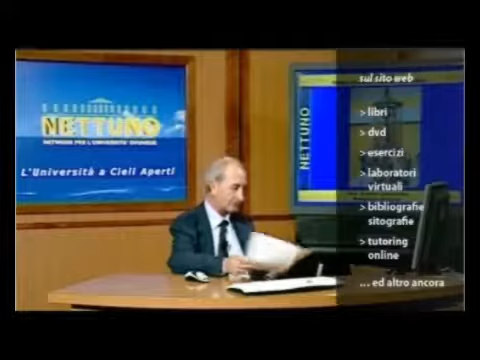 NETTUNO
NETWORK PER L'UNIVERSITA' OVUNQUE
L'Università a Cieli Aperti
NETTUNO
sul sito web
> libri
> dvd
> esercizi
> laboratori
virtuali
> bibliografie
sitografie
> tutoring
online
... ed altro ancora